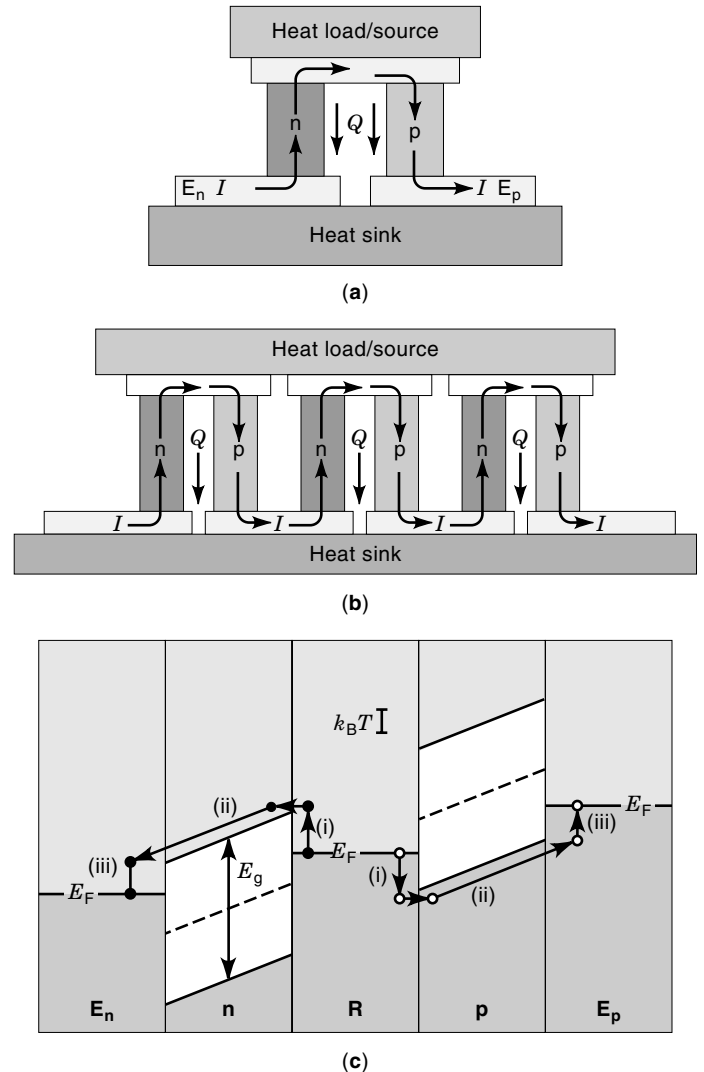 Heat load/source
n Q p
E_n I I E_p
Heat sink
(a)
Heat load/source
n Q p n Q p n Q p
I I I I
Heat sink
(b)
k_B T
(ii) (i) E_F (iii)
(iii) E_g E_F (i)
E_F (ii)
E_n n R p E_p
(c)